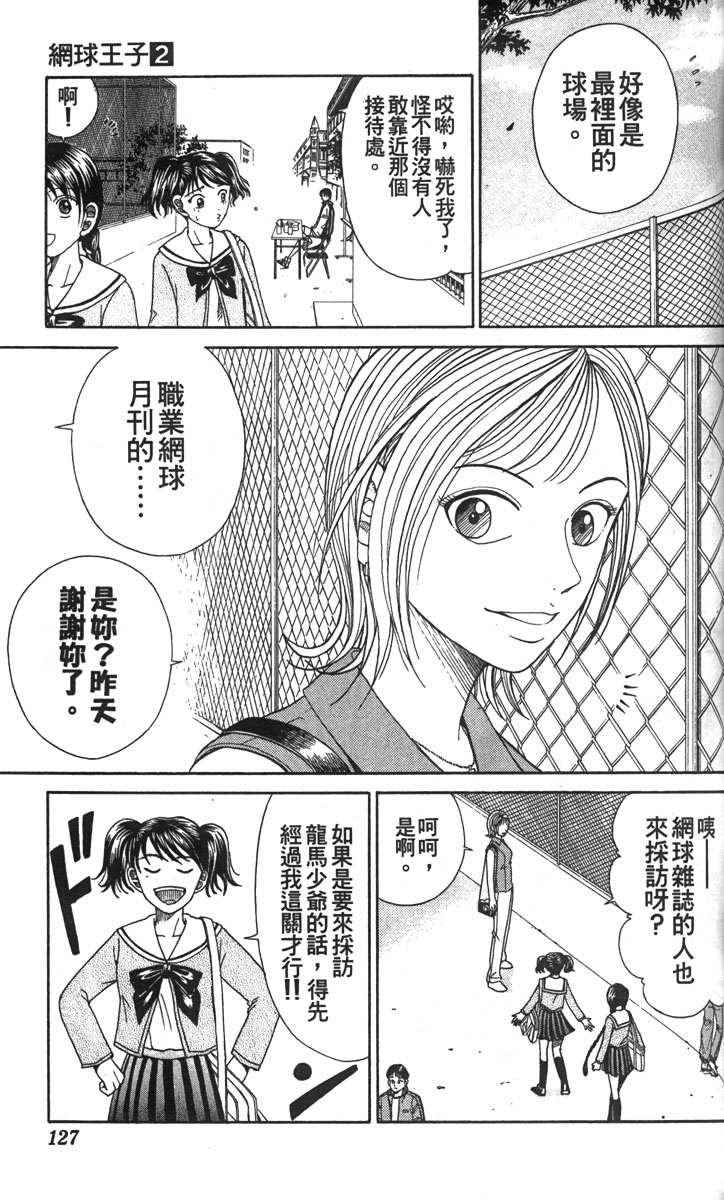 網球王子2
好像是
最裡面的
球場。
哎喲，嚇死我了，
怪不得沒有人
敢靠近那個
接待處。
啊！
職業網球
月刊的……
是妳？昨天
謝謝妳了。
咦——
網球雜誌的人也
來採訪呀？
呵呵，
是啊。
如果是要來採訪
龍馬少爺的話，得先
經過我這關才行!!
ドーン
127